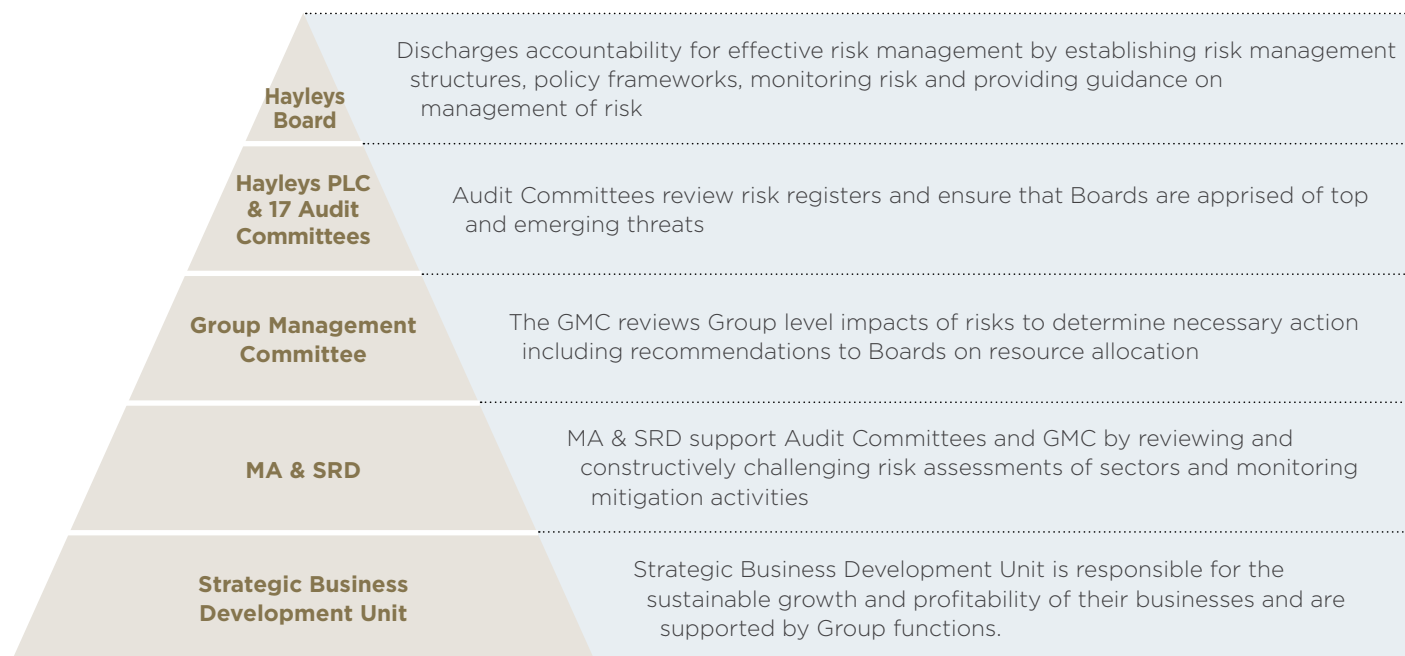 Hayleys
Board
Discharges accountability for effective risk management by establishing risk management
structures, policy frameworks, monitoring risk and providing guidance on
management of risk
Hayleys PLC
& 17 Audit
Committees
Audit Committees review risk registers and ensure that Boards are apprised of top
and emerging threats
Group Management
Committee
The GMC reviews Group level impacts of risks to determine necessary action
including recommendations to Boards on resource allocation
MA & SRD
MA & SRD support Audit Committees and GMC by reviewing and
constructively challenging risk assessments of sectors and monitoring
mitigation activities
Strategic Business
Development Unit
Strategic Business Development Unit is responsible for the
sustainable growth and profitability of their businesses and are
supported by Group functions.